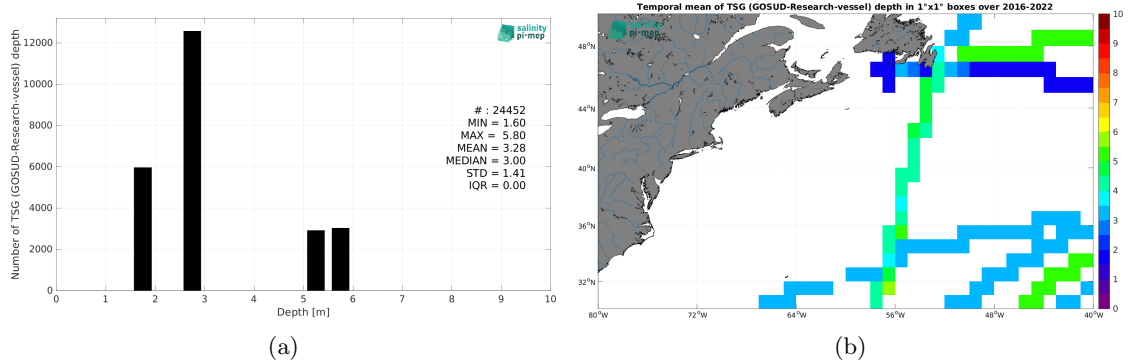 12000
10000
8000
6000
4000
2000
0
Number of TSG (GOSUD-Research-vessel) depth
salinity
pi-mep
# : 24452
MIN = 1.60
MAX = 5.80
MEAN = 3.28
MEDIAN = 3.00
STD = 1.41
IQR = 0.00
0 1 2 3 4 5 6 7 8 9 10
Depth [m]
(a)
Temporal mean of TSG (GOSUD-Research-vessel) depth in 1°x1° boxes over 2016-2022
salinity
pi-mep
48°N
44°N
40°N
36°N
32°N
80°W 72°W 64°W 56°W 48°W 40°W
10
9
8
7
6
5
4
3
2
1
0
(b)